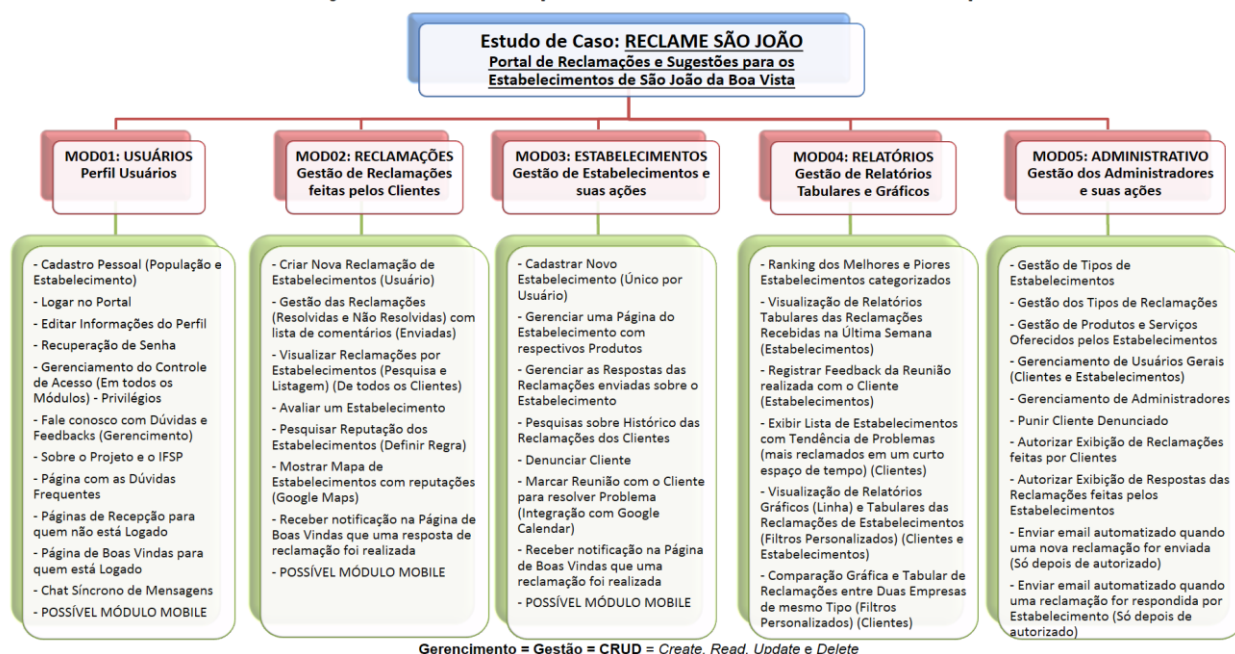 Estudo de Caso: RECLAME SÃO JOÃO
Portal de Reclamações e Sugestões para os
Estabelecimentos de São João da Boa Vista
MOD01: USUÁRIOS
Perfil Usuários
MOD02: RECLAMAÇÕES
Gestão de Reclamações
feitas pelos Clientes
MOD03: ESTABELECIMENTOS
Gestão de Estabelecimentos e
suas ações
MOD04: RELATÓRIOS
Gestão de Relatórios
Tabulares e Gráficos
MOD05: ADMINISTRATIVO
Gestão dos Administradores
e suas ações
- Cadastro Pessoal (População e
Estabelecimento)
- Logar no Portal
- Editar Informações do Perfil
- Recuperação de Senha
- Gerenciamento do Controle
de Acesso (Em todos os
Módulos) - Privilégios
- Fale conosco com Dúvidas e
Feedbacks (Gerencimento)
- Sobre o Projeto e o IFSP
- Página com as Dúvidas
Frequentes
- Páginas de Recepção para
quem não está Logado
- Página de Boas Vindas para
quem está Logado
- Chat Síncrono de Mensagens
- POSSÍVEL MÓDULO MOBILE
- Criar Nova Reclamação de
Estabelecimentos (Usuário)
- Gestão das Reclamações
(Resolvidas e Não Resolvidas) com
lista de comentários (Enviadas)
- Visualizar Reclamações por
Estabelecimentos (Pesquisa e
Listagem) (De todos os Clientes)
- Avaliar um Estabelecimento
- Pesquisar Reputação dos
Estabelecimentos (Definir Regra)
- Mostrar Mapa de
Estabelecimentos com reputações
(Google Maps)
- Receber notificação na Página de
Boas Vindas que uma resposta de
reclamação foi realizada
- POSSÍVEL MÓDULO MOBILE
- Cadastrar Novo
Estabelecimento (Único por
Usuário)
- Gerenciar uma Página do
Estabelecimento com
respectivos Produtos
- Gerenciar as Respostas das
Reclamações enviadas sobre o
Estabelecimento
- Pesquisas sobre Histórico das
Reclamações dos Clientes
- Denunciar Cliente
- Marcar Reunião com o Cliente
para resolver Problema
(Integração com Google
Calendar)
- Receber notificação na Página
de Boas Vindas que uma
reclamação foi realizada
- POSSÍVEL MÓDULO MOBILE
- Ranking dos Melhores e Piores
Estabelecimentos categorizados
- Visualização de Relatórios
Tabulares das Reclamações
Recebidas na Última Semana
(Estabelecimentos)
- Registrar Feedback da Reunião
realizada com o Cliente
(Estabelecimentos)
- Exibir Lista de Estabelecimentos
com Tendência de Problemas
(mais reclamados em um curto
espaço de tempo) (Clientes)
- Visualização de Relatórios
Gráficos (Linha) e Tabulares das
Reclamações de Estabelecimentos
(Filtros Personalizados) (Clientes
e Estabelecimentos)
- Comparação Gráfica e Tabular de
Reclamações entre Duas Empresas
de mesmo Tipo (Filtros
Personalizados) (Clientes)
- Gestão de Tipos de
Estabelecimentos
- Gestão dos Tipos de Reclamações
- Gestão de Produtos e Serviços
Oferecidos pelos Estabelecimentos
- Gerenciamento de Usuários Gerais
(Clientes e Estabelecimentos)
- Gerenciamento de Administradores
- Punir Cliente Denunciado
- Autorizar Exibição de Reclamações
feitas por Clientes
- Autorizar Exibição de Respostas das
Reclamações feitas pelos
Estabelecimentos
- Enviar email automatizado quando
uma nova reclamação for enviada
(Só depois de autorizado)
- Enviar email automatizado quando
uma reclamação for respondida por
Estabelecimento (Só depois de
autorizado)
Gerencimento = Gestão = CRUD = Create, Read, Update e Delete